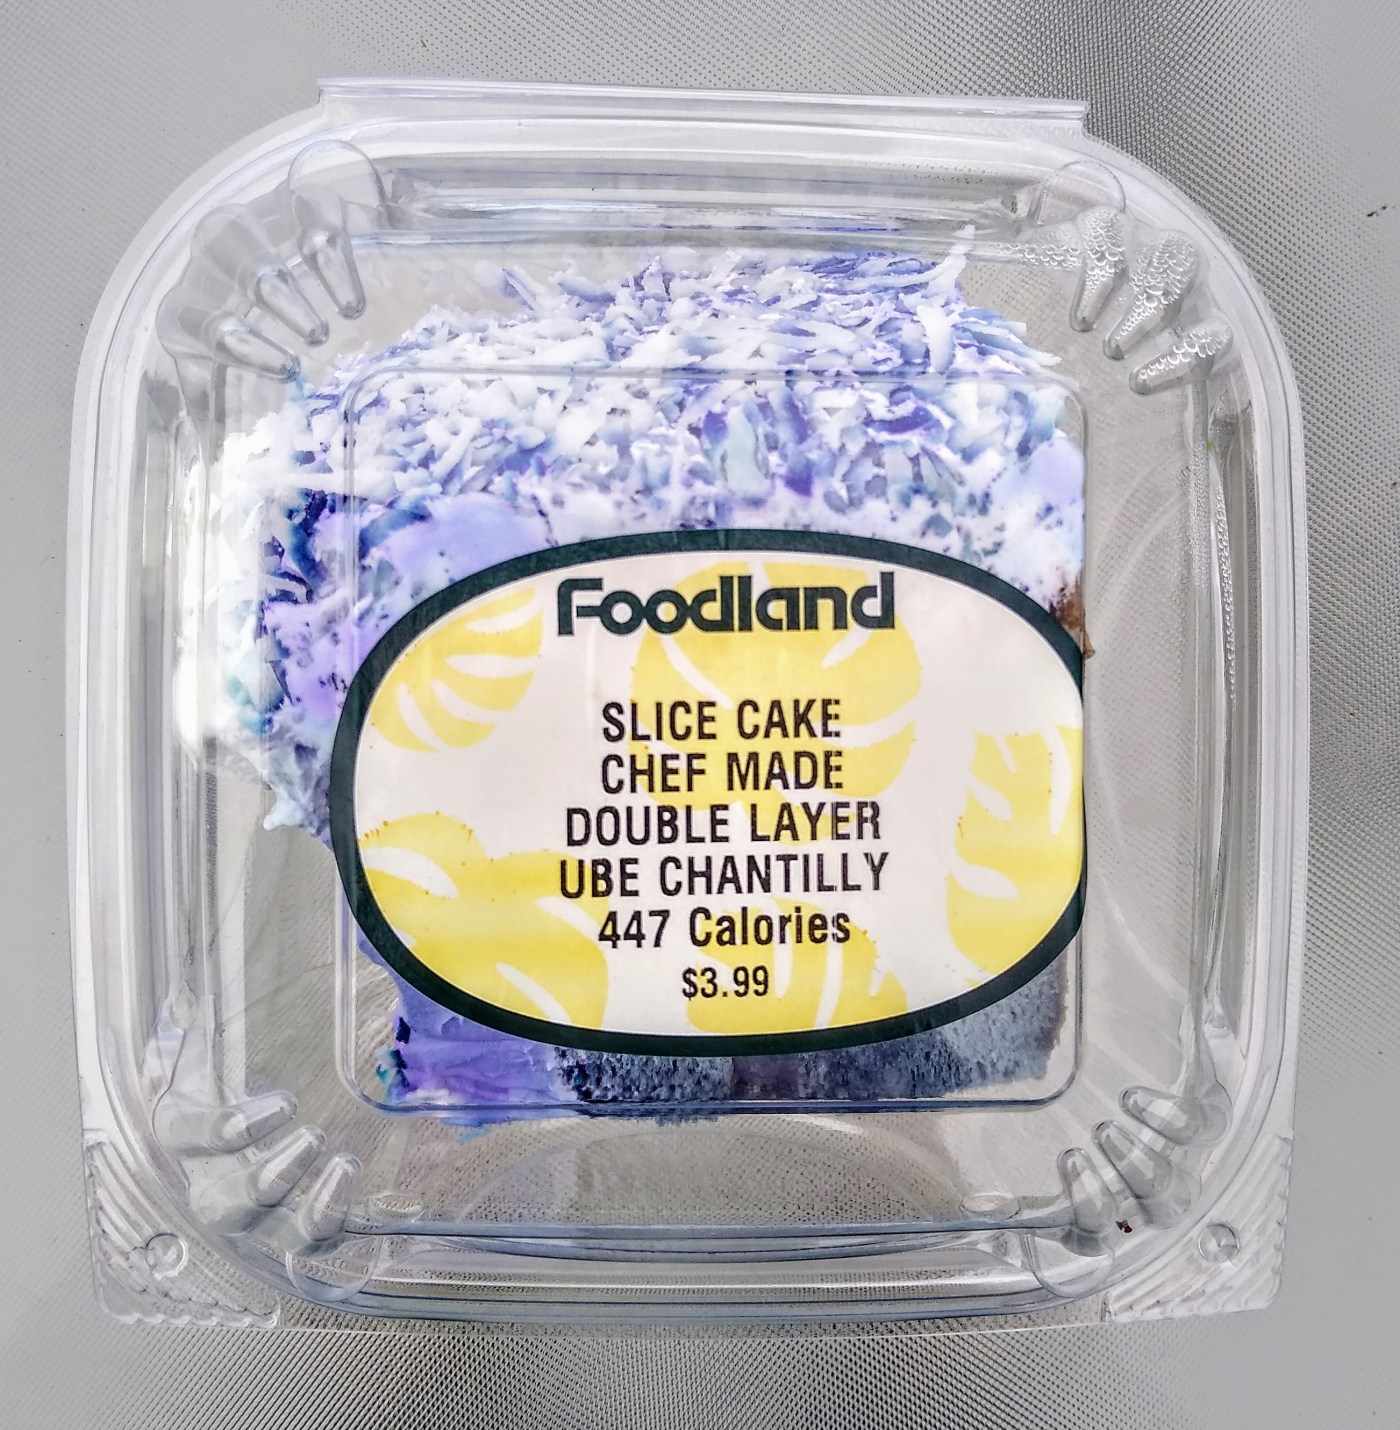 Foodland
SLICE CAKE
CHEF MADE
DOUBLE LAYER
UBE CHANTILLY
447 Calories
$3.99